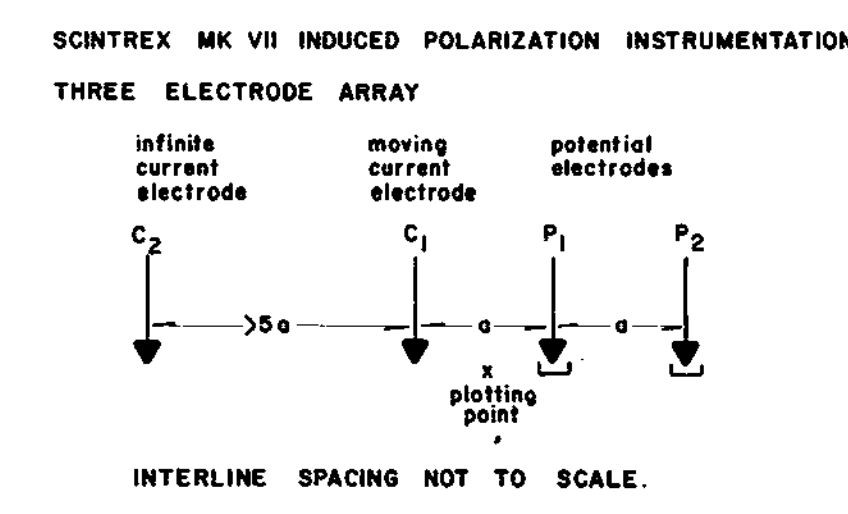 SCINTREX MK VII INDUCED POLARIZATION INSTRUMENTATION
THREE ELECTRODE ARRAY
infinite current electrode
moving current electrode
potential electrodes
C2
C1
P1
P2
>5a
a
a
x
plotting
point
INTERLINE SPACING NOT TO SCALE.